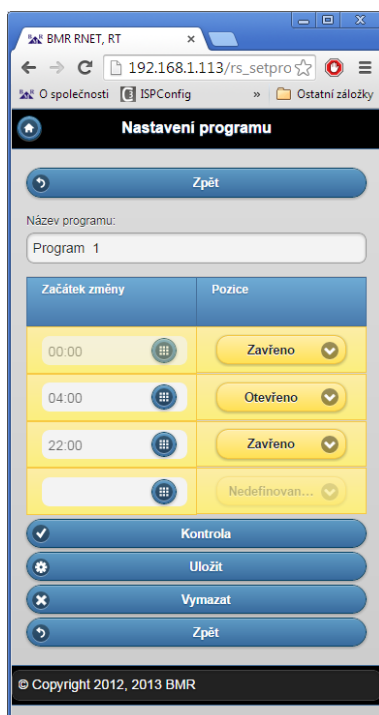 BMR RNET, RT
192.168.1.113/rs_setpro
O společnosti ISPConfig » Ostatní záložky
Nastavení programu
Zpět
Název programu:
Program 1
Začátek změny Pozice
00:00 Zavřeno
04:00 Otevřeno
22:00 Zavřeno
Nedefinovan...
Kontrola
Uložit
Vymazat
Zpět
© Copyright 2012, 2013 BMR